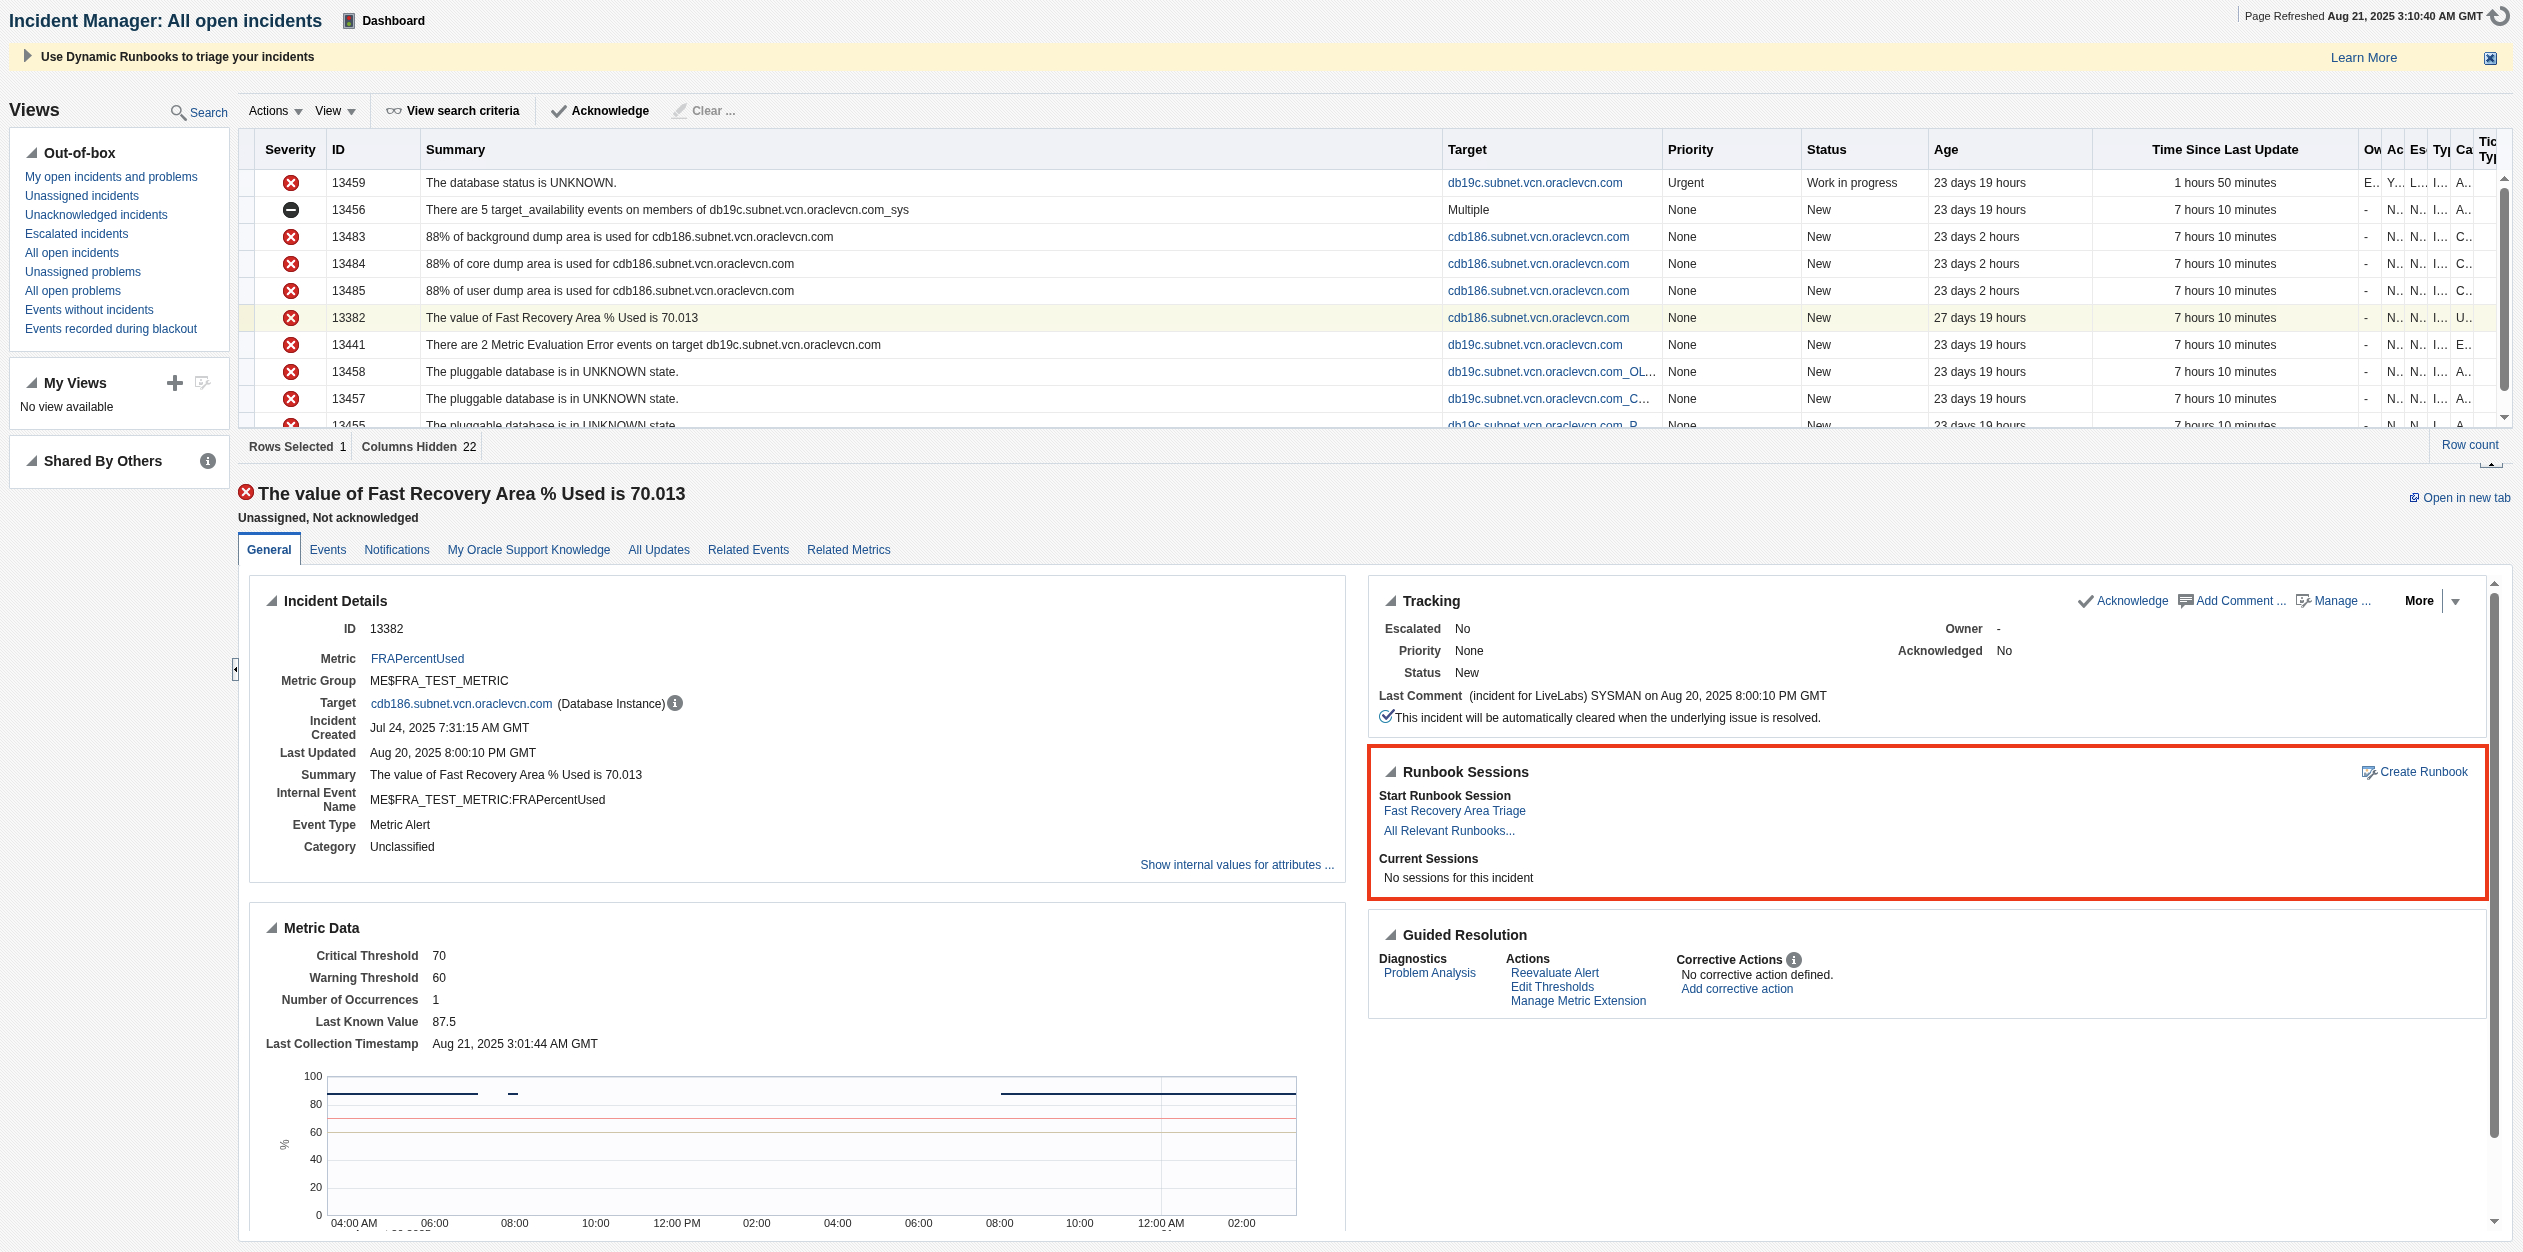 Incident Manager: All open incidents Dashboard Page Refreshed Aug 21, 2025 3:10:40 AM GMT
Use Dynamic Runbooks to triage your incidents Learn More
Views Search
Out-of-box
My open incidents and problems
Unassigned incidents
Unacknowledged incidents
Escalated incidents
All open incidents
Unassigned problems
All open problems
Events without incidents
Events recorded during blackout
My Views
No view available
Shared By Others
Actions View View search criteria Acknowledge Clear ...
Severity ID Summary Target Priority Status Age Time Since Last Update Ow Ac Es Ty Ca Tic Typ
13459 The database status is UNKNOWN. db19c.subnet.vcn.oraclevcn.com Urgent Work in progress 23 days 19 hours 1 hours 50 minutes E.. Y... L... I... A..
13456 There are 5 target_availability events on members of db19c.subnet.vcn.oraclevcn.com_sys Multiple None New 23 days 19 hours 7 hours 10 minutes - N.. N.. I... A..
13483 88% of background dump area is used for cdb186.subnet.vcn.oraclevcn.com cdb186.subnet.vcn.oraclevcn.com None New 23 days 2 hours 7 hours 10 minutes - N.. N.. I... C..
13484 88% of core dump area is used for cdb186.subnet.vcn.oraclevcn.com cdb186.subnet.vcn.oraclevcn.com None New 23 days 2 hours 7 hours 10 minutes - N.. N.. I... C..
13485 88% of user dump area is used for cdb186.subnet.vcn.oraclevcn.com cdb186.subnet.vcn.oraclevcn.com None New 23 days 2 hours 7 hours 10 minutes - N.. N.. I... C..
13382 The value of Fast Recovery Area % Used is 70.013 cdb186.subnet.vcn.oraclevcn.com None New 27 days 19 hours 7 hours 10 minutes - N.. N.. I... U..
13441 There are 2 Metric Evaluation Error events on target db19c.subnet.vcn.oraclevcn.com db19c.subnet.vcn.oraclevcn.com None New 23 days 19 hours 7 hours 10 minutes - N.. N.. I... E..
13458 The pluggable database is in UNKNOWN state. db19c.subnet.vcn.oraclevcn.com_OL... None New 23 days 19 hours 7 hours 10 minutes - N.. N.. I... A..
13457 The pluggable database is in UNKNOWN state. db19c.subnet.vcn.oraclevcn.com_C... None New 23 days 19 hours 7 hours 10 minutes - N.. N.. I... A..
13455 The pluggable database is in UNKNOWN state. db19c.subnet.vcn.oraclevcn.com_P... None New 23 days 19 hours 7 hours 10 minutes
Rows Selected 1 Columns Hidden 22 Row count
The value of Fast Recovery Area % Used is 70.013 Open in new tab
Unassigned, Not acknowledged
General Events Notifications My Oracle Support Knowledge All Updates Related Events Related Metrics
Incident Details
ID 13382
Metric FRAPercentUsed
Metric Group ME$FRA_TEST_METRIC
Target cdb186.subnet.vcn.oraclevcn.com (Database Instance)
Incident Created Jul 24, 2025 7:31:15 AM GMT
Last Updated Aug 20, 2025 8:00:10 PM GMT
Summary The value of Fast Recovery Area % Used is 70.013
Internal Event Name ME$FRA_TEST_METRIC:FRAPercentUsed
Event Type Metric Alert
Category Unclassified
Show internal values for attributes ...
Metric Data
Critical Threshold 70
Warning Threshold 60
Number of Occurrences 1
Last Known Value 87.5
Last Collection Timestamp Aug 21, 2025 3:01:44 AM GMT
100
80
60
40
20
0
%
04:00 AM 06:00 08:00 10:00 12:00 PM 02:00 04:00 06:00 08:00 10:00 12:00 AM 02:00
Tracking Acknowledge Add Comment ... Manage ... More
Escalated No Owner -
Priority None Acknowledged No
Status New
Last Comment (incident for LiveLabs) SYSMAN on Aug 20, 2025 8:00:10 PM GMT
This incident will be automatically cleared when the underlying issue is resolved.
Runbook Sessions Create Runbook
Start Runbook Session
Fast Recovery Area Triage
All Relevant Runbooks...
Current Sessions
No sessions for this incident
Guided Resolution
Diagnostics Actions Corrective Actions
Problem Analysis Reevaluate Alert No corrective action defined.
Edit Thresholds Add corrective action
Manage Metric Extension